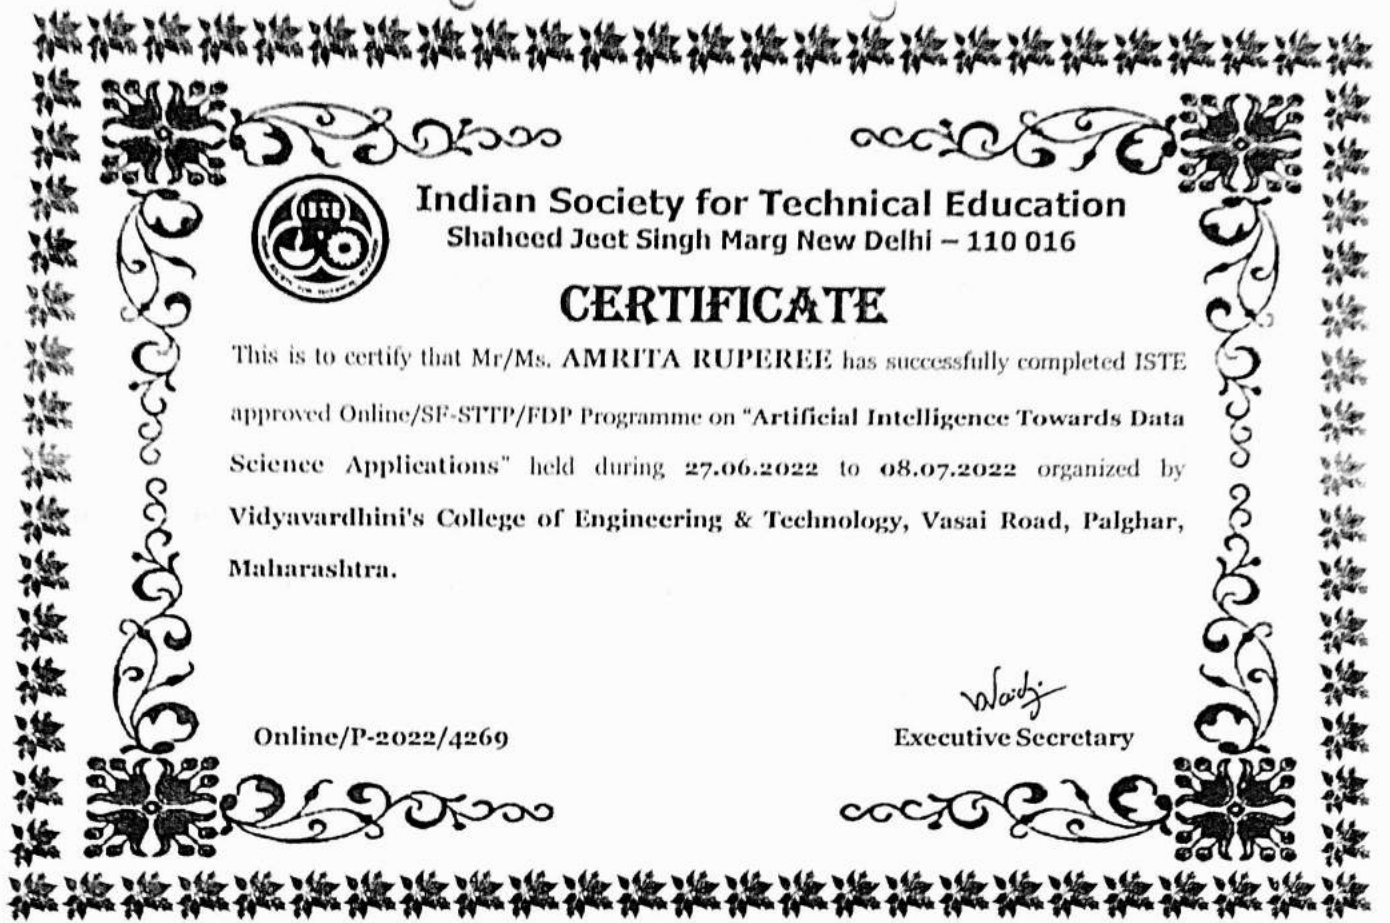 Indian Society for Technical Education
Shaheed Jeet Singh Marg New Delhi – 110 016
CERTIFICATE
This is to certify that Mr/Ms. AMRITA RUPEREE has successfully completed ISTE
approved Online/SF-STTP/FDP Programme on "Artificial Intelligence Towards Data
Science Applications" held during 27.06.2022 to 08.07.2022 organized by
Vidyavardhini's College of Engineering & Technology, Vasai Road, Palghar,
Maharashtra.
Online/P-2022/4269
Executive Secretary